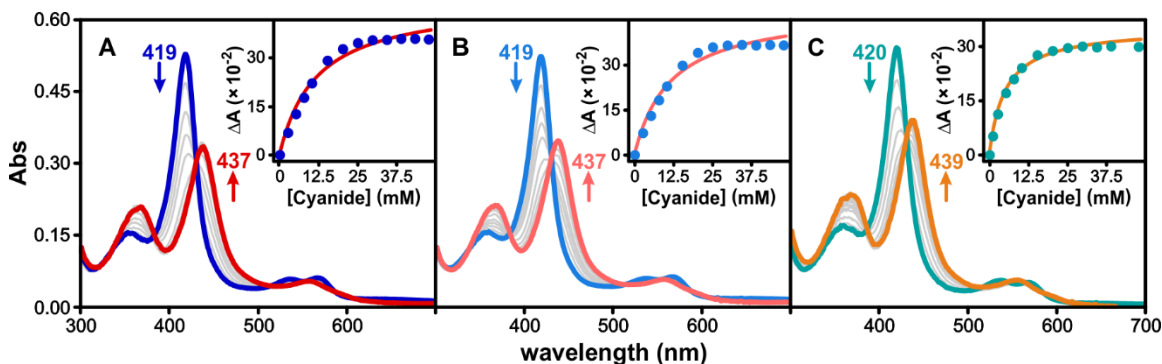 0.60
0.45
0.30
0.15
0.00
Abs
A
419
437
ΔA (× 10⁻²)
30
15
0
0 12.5 25 37.5
[Cyanide] (mM)
300 400 500 600
B
419
437
ΔA (× 10⁻²)
30
15
0
0 12.5 25 37.5
[Cyanide] (mM)
400 500 600
C
420
439
ΔA (× 10⁻²)
30
15
0
0 12.5 25 37.5
[Cyanide] (mM)
400 500 600 700
wavelength (nm)